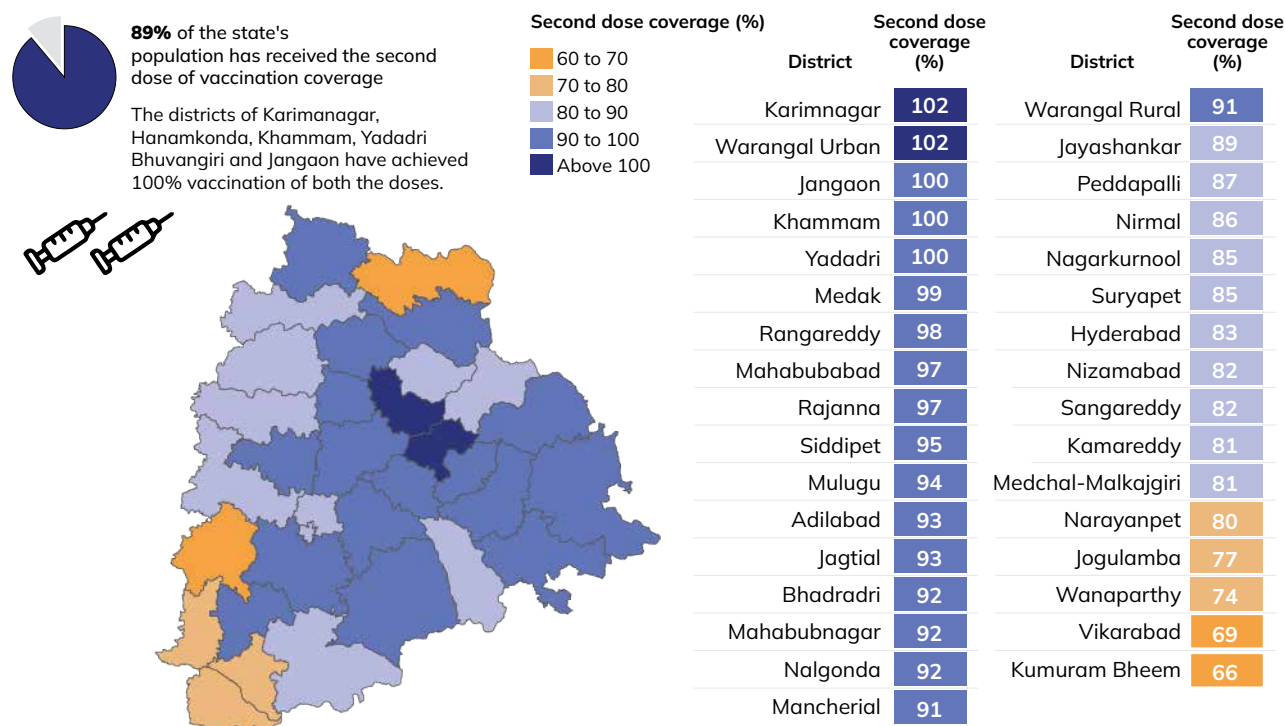 89% of the state's
population has received the second
dose of vaccination coverage
The districts of Karimanagar,
Hanamkonda, Khammam, Yadadri
Bhuvangiri and Jangaon have achieved
100% vaccination of both the doses.
Second dose coverage (%)
60 to 70
70 to 80
80 to 90
90 to 100
Above 100
District Second dose coverage (%)
Karimnagar 102
Warangal Urban 102
Jangaon 100
Khammam 100
Yadadri 100
Medak 99
Rangareddy 98
Mahabubabad 97
Rajanna 97
Siddipet 95
Mulugu 94
Adilabad 93
Jagtial 93
Bhadradri 92
Mahabubnagar 92
Nalgonda 92
Mancherial 91
District Second dose coverage (%)
Warangal Rural 91
Jayashankar 89
Peddapalli 87
Nirmal 86
Nagarkurnool 85
Suryapet 85
Hyderabad 83
Nizamabad 82
Sangareddy 82
Kamareddy 81
Medchal-Malkajgiri 81
Narayanpet 80
Jogulamba 77
Wanaparthy 74
Vikarabad 69
Kumuram Bheem 66